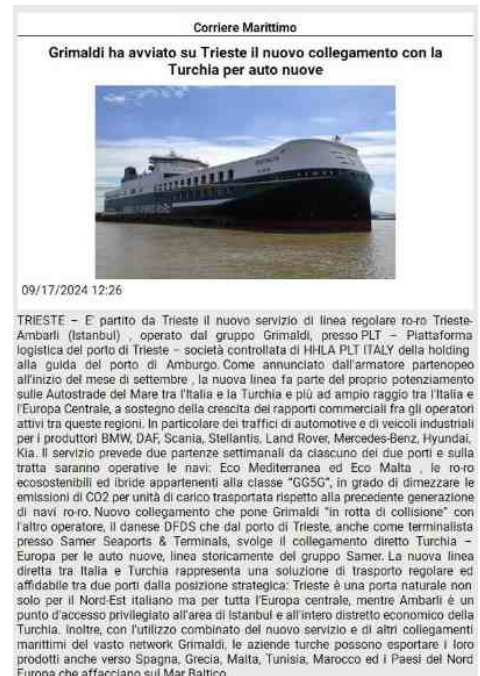 Corriere Marittimo
Grimaldi ha avviato su Trieste il nuovo collegamento con la
Turchia per auto nuove
09/17/2024 12:26
TRIESTE – E' partito da Trieste il nuovo servizio di linea regolare ro-ro Trieste-
Ambarli (Istanbul) , operato dal gruppo Grimaldi, presso PLT – Piattaforma
logistica del porto di Trieste – società controllata di HHLA PLT ITALY della holding
alla guida del porto di Amburgo. Come annunciato dall'armatore partenopeo
all'inizio del mese di settembre , la nuova linea fa parte del proprio potenziamento
sulle Autostrade del Mare tra l'Italia e la Turchia e più ad ampio raggio tra l'Italia e
l'Europa Centrale, a sostegno della crescita dei rapporti commerciali fra gli operatori
attivi tra queste regioni. In particolare dei traffici di automotive e di veicoli industriali
per i produttori BMW, DAF, Scania, Stellantis, Land Rover, Mercedes-Benz, Hyundai,
Kia. Il servizio prevede due partenze settimanali da ciascuno dei due porti e sulla
tratta saranno operative le navi: Eco Mediterranea ed Eco Malta , le ro-ro
ecosostenibili ed ibride appartenenti alla classe "GG5G", in grado di dimezzare le
emissioni di CO2 per unità di carico trasportata rispetto alla precedente generazione
di navi ro-ro. Nuovo collegamento che pone Grimaldi "in rotta di collisione" con
l'altro operatore, il danese DFDS che dal porto di Trieste, anche come terminalista
presso Samer Seaports & Terminals, svolge il collegamento diretto Turchia –
Europa per le auto nuove, linea storicamente del gruppo Samer. La nuova linea
diretta tra Italia e Turchia rappresenta una soluzione di trasporto regolare ed
affidabile tra due porti dalla posizione strategica: Trieste è una porta naturale non
solo per il Nord-Est italiano ma per tutta l'Europa centrale, mentre Ambarli è un
punto d'accesso privilegiato all'area di Istanbul e all'intero distretto economico della
Turchia. Inoltre, con l'utilizzo combinato del nuovo servizio e di altri collegamenti
marittimi del vasto network Grimaldi, le aziende turche possono esportare i loro
prodotti anche verso Spagna, Grecia, Malta, Tunisia, Marocco ed i Paesi del Nord
Europa che affacciano sul Mar Baltico.